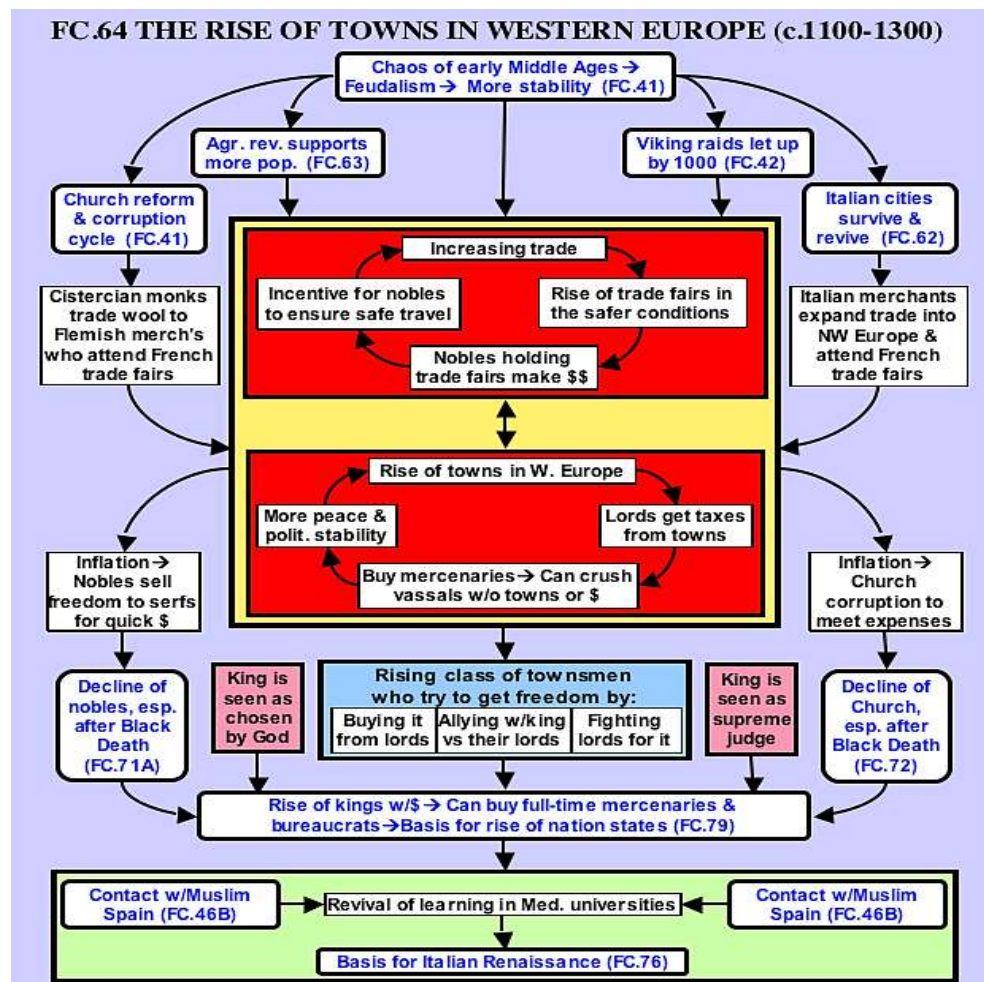 FC.64 THE RISE OF TOWNS IN WESTERN EUROPE (c.1100-1300)
Chaos of early Middle Ages→
Feudalism→ More stability (FC.41)
Agr. rev. supports
more pop. (FC.63)
Viking raids let up
by 1000 (FC.42)
Church reform
& corruption
cycle (FC.41)
Italian cities
survive &
revive (FC.62)
Cistercian monks
trade wool to
Flemish merch's
who attend French
trade fairs
Increasing trade
Incentive for nobles
to ensure safe travel
Rise of trade fairs in
the safer conditions
Nobles holding
trade fairs make $$
Italian merchants
expand trade into
NW Europe &
attend French
trade fairs
Rise of towns in W. Europe
More peace &
polit. stability
Lords get taxes
from towns
Buy mercenaries→ Can crush
vassals w/o towns or $
Inflation→
Nobles sell
freedom to serfs
for quick $
Inflation→
Church
corruption to
meet expenses
Decline of
nobles, esp.
after Black
Death
(FC.71A)
King is
seen as
chosen
by God
Rising class of townsmen
who try to get freedom by:
Buying it
from lords
Allying w/king
vs their lords
Fighting
lords for it
King is
seen as
supreme
judge
Decline of
Church,
esp. after
Black Death
(FC.72)
Rise of kings w/$→ Can buy full-time mercenaries &
bureaucrats→Basis for rise of nation states (FC.79)
Contact w/Muslim
Spain (FC.46B)
Revival of learning in Med. universities
Contact w/Muslim
Spain (FC.46B)
Basis for Italian Renaissance (FC.76)